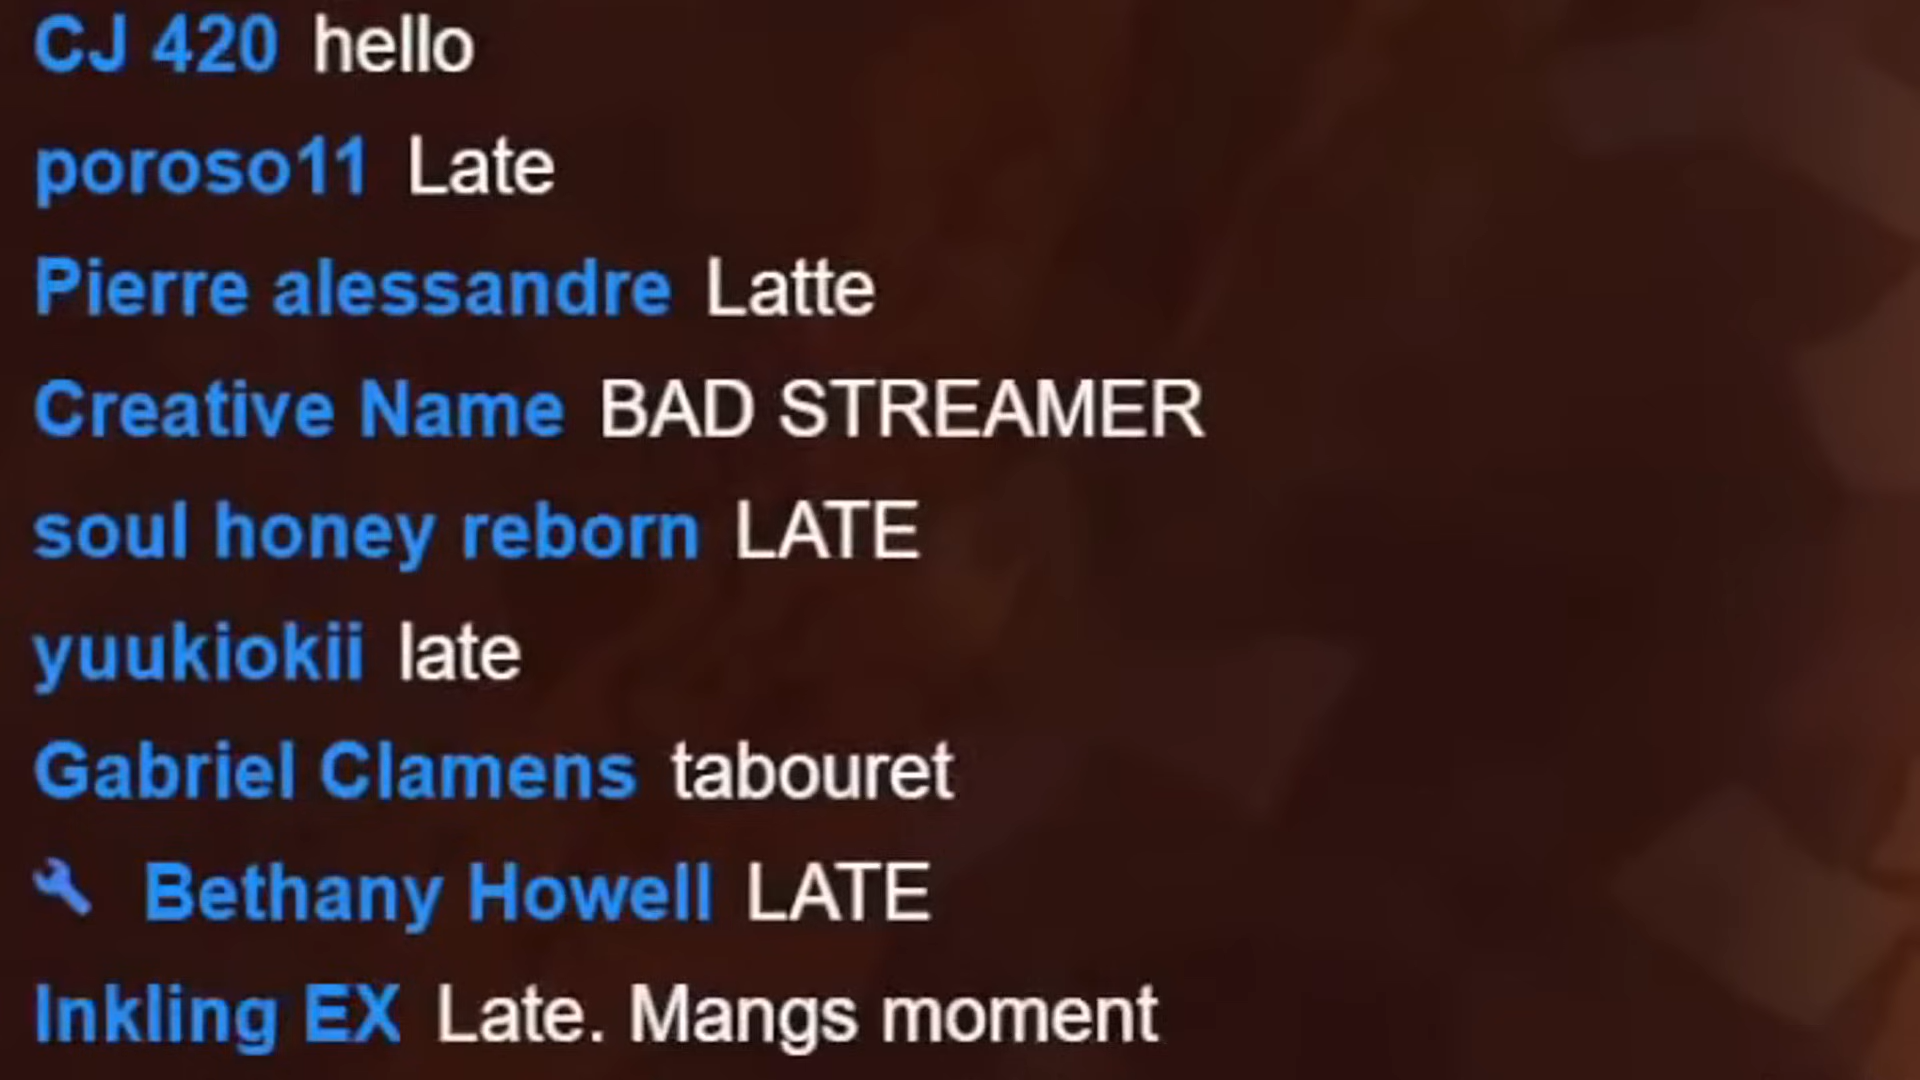 CJ 420 hello
poroso11 Late
Pierre alessandre Latte
Creative Name BAD STREAMER
soul honey reborn LATE
yuukiokii late
Gabriel Clamens tabouret
Bethany Howell LATE
Inkling EX Late. Mangs moment